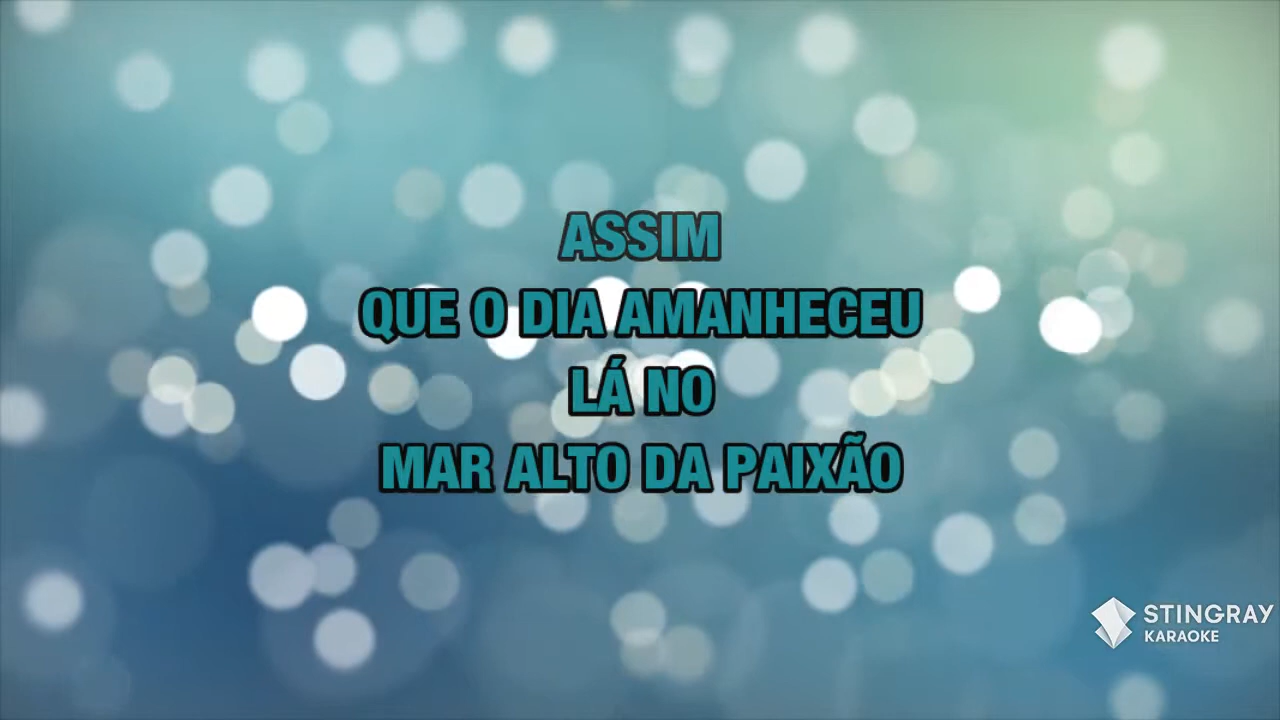 ASSIM
QUE O DIA AMANHECEU
LÁ NO
MAR ALTO DA PAIXÃO
STINGRAY
KARAOKE